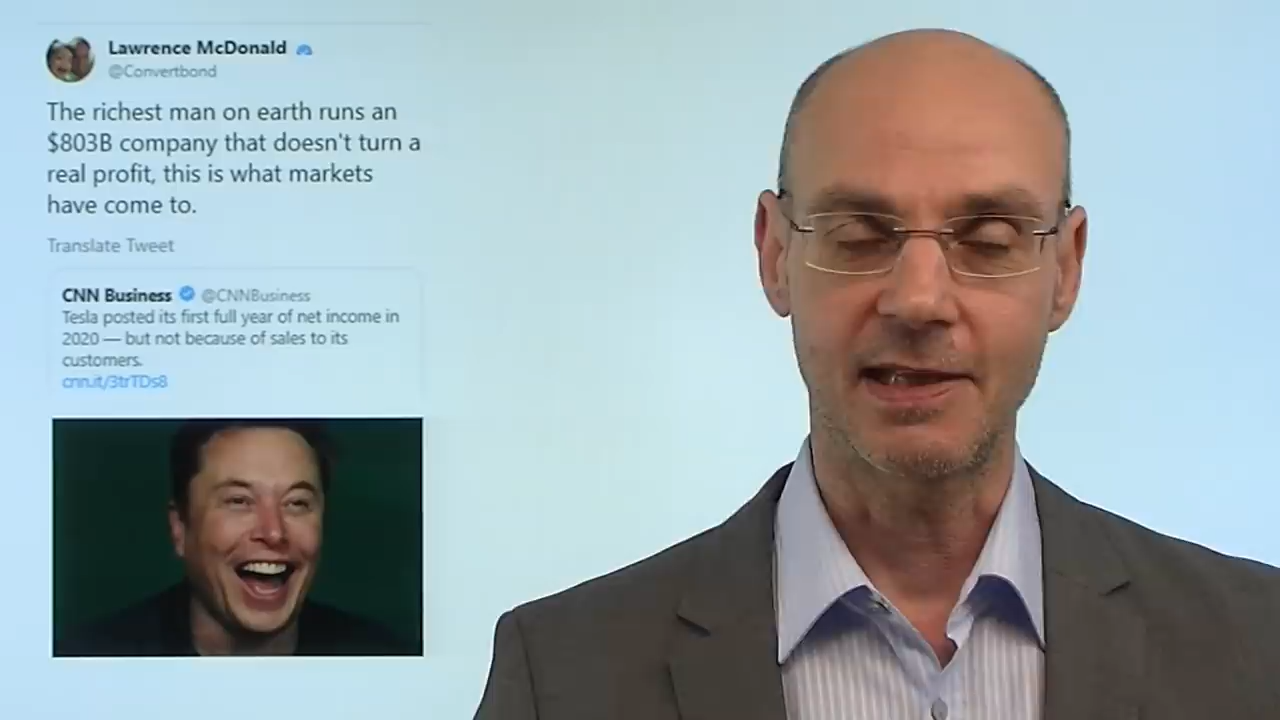 Lawrence McDonald
@Convertbond
The richest man on earth runs an
$803B company that doesn't turn a
real profit, this is what markets
have come to.
Translate Tweet
CNN Business @CNNBusiness
Tesla posted its first full year of net income in
2020 — but not because of sales to its
customers.
cnn.it/3trTDs8